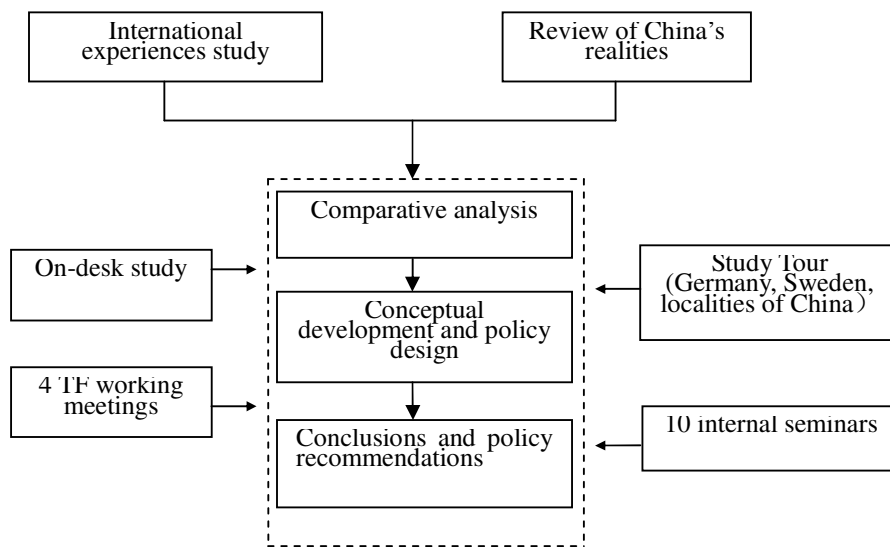 International
experiences study
Review of China's
realities
Comparative analysis
On-desk study
Study Tour
(Germany, Sweden,
localities of China）
Conceptual
development and policy
design
4 TF working
meetings
Conclusions and policy
recommendations
10 internal seminars